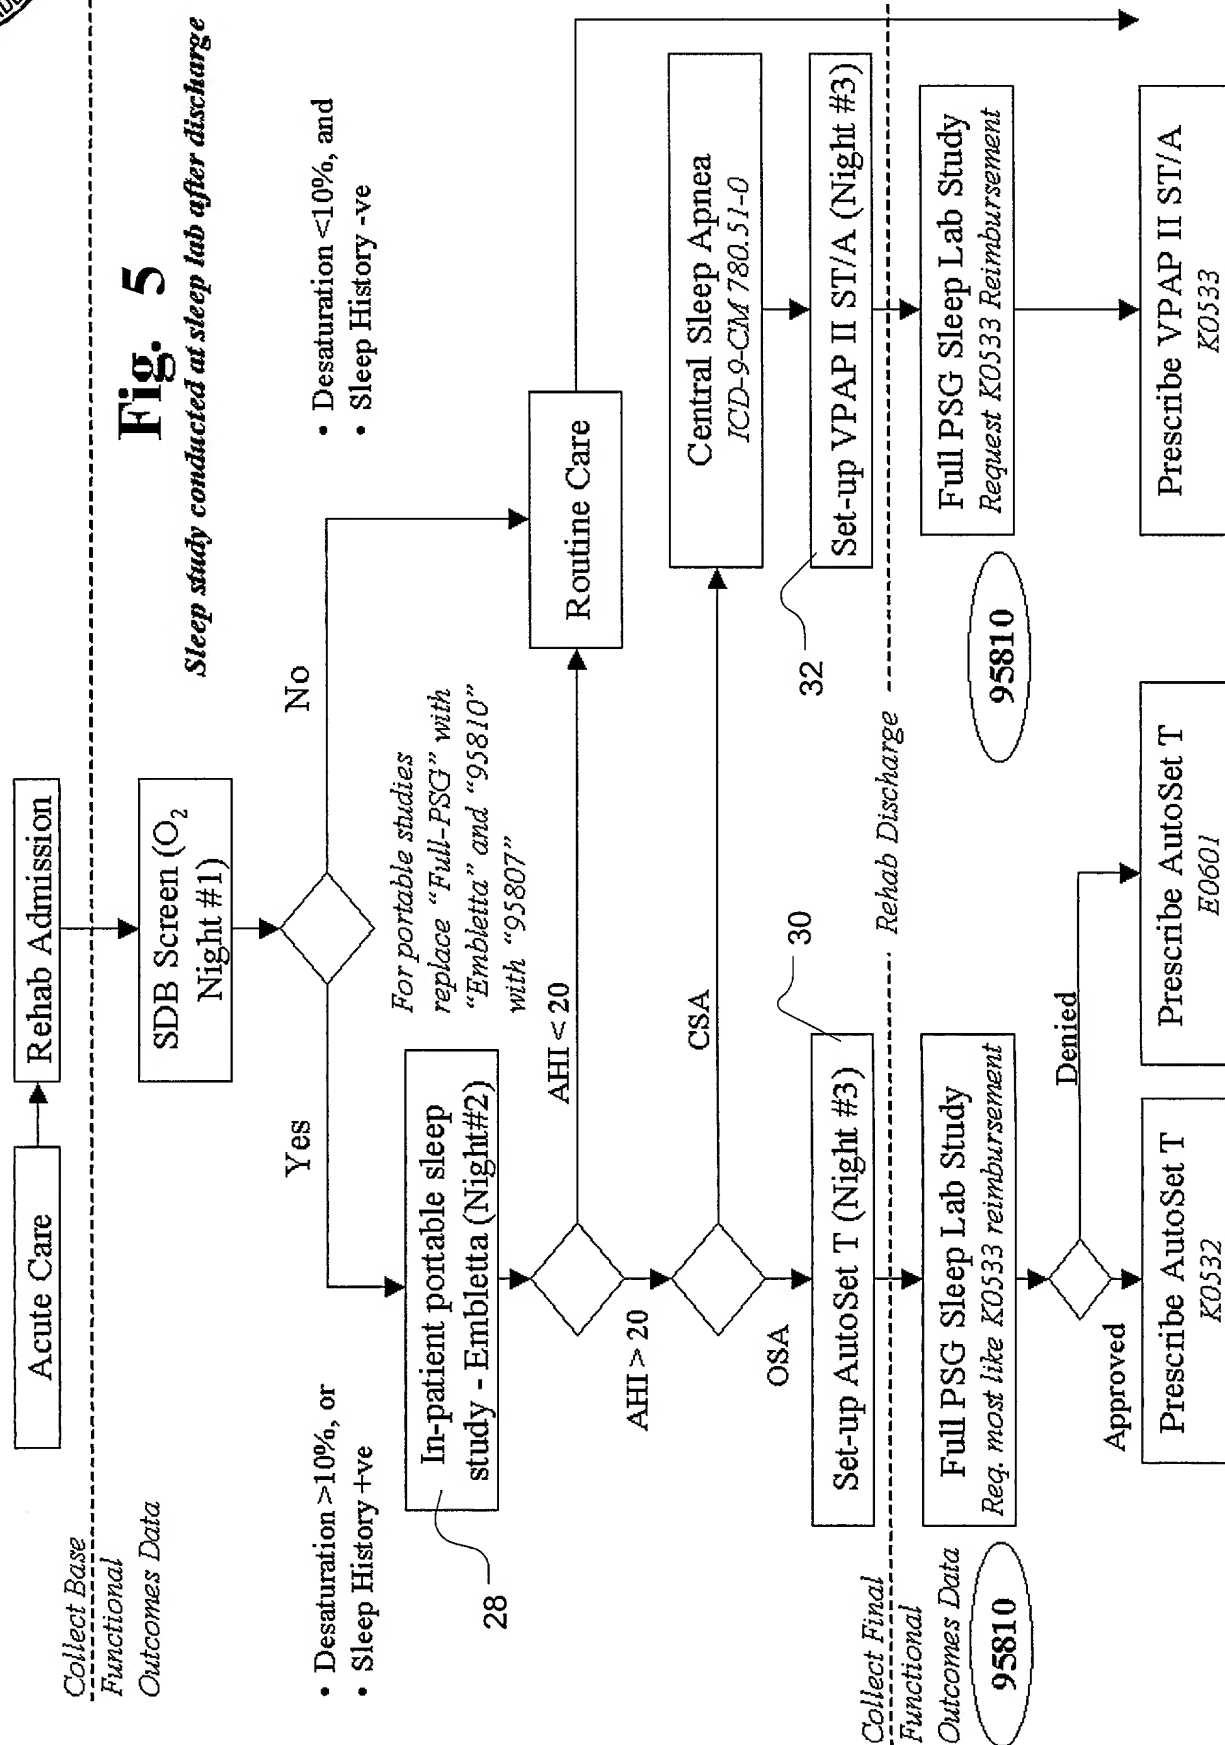 Fig. 5
Sleep study conducted at sleep lab after discharge
Acute Care
Rehab Admission
Collect Base
Functional
Outcomes Data
SDB Screen (O2
Night #1)
Yes
No
• Desaturation >10%, or
• Sleep History +ve
• Desaturation <10%, and
• Sleep History -ve
For portable studies
replace "Full-PSG" with
"Embletta" and "95810"
with "95807"
In-patient portable sleep
study - Embletta (Night#2)
28
AHI < 20
Routine Care
AHI > 20
CSA
Central Sleep Apnea
ICD-9-CM 780.51-0
OSA
Set-up AutoSet T (Night #3)
30
Set-up VPAP II ST/A (Night #3)
32
Collect Final
Functional
Outcomes Data
Rehab Discharge
95810
Full PSG Sleep Lab Study
Req. most like K0533 reimbursement
95810
Full PSG Sleep Lab Study
Request K0533 Reimbursement
Approved
Denied
Prescribe AutoSet T
K0532
Prescribe AutoSet T
E0601
Prescribe VPAP II ST/A
K0533